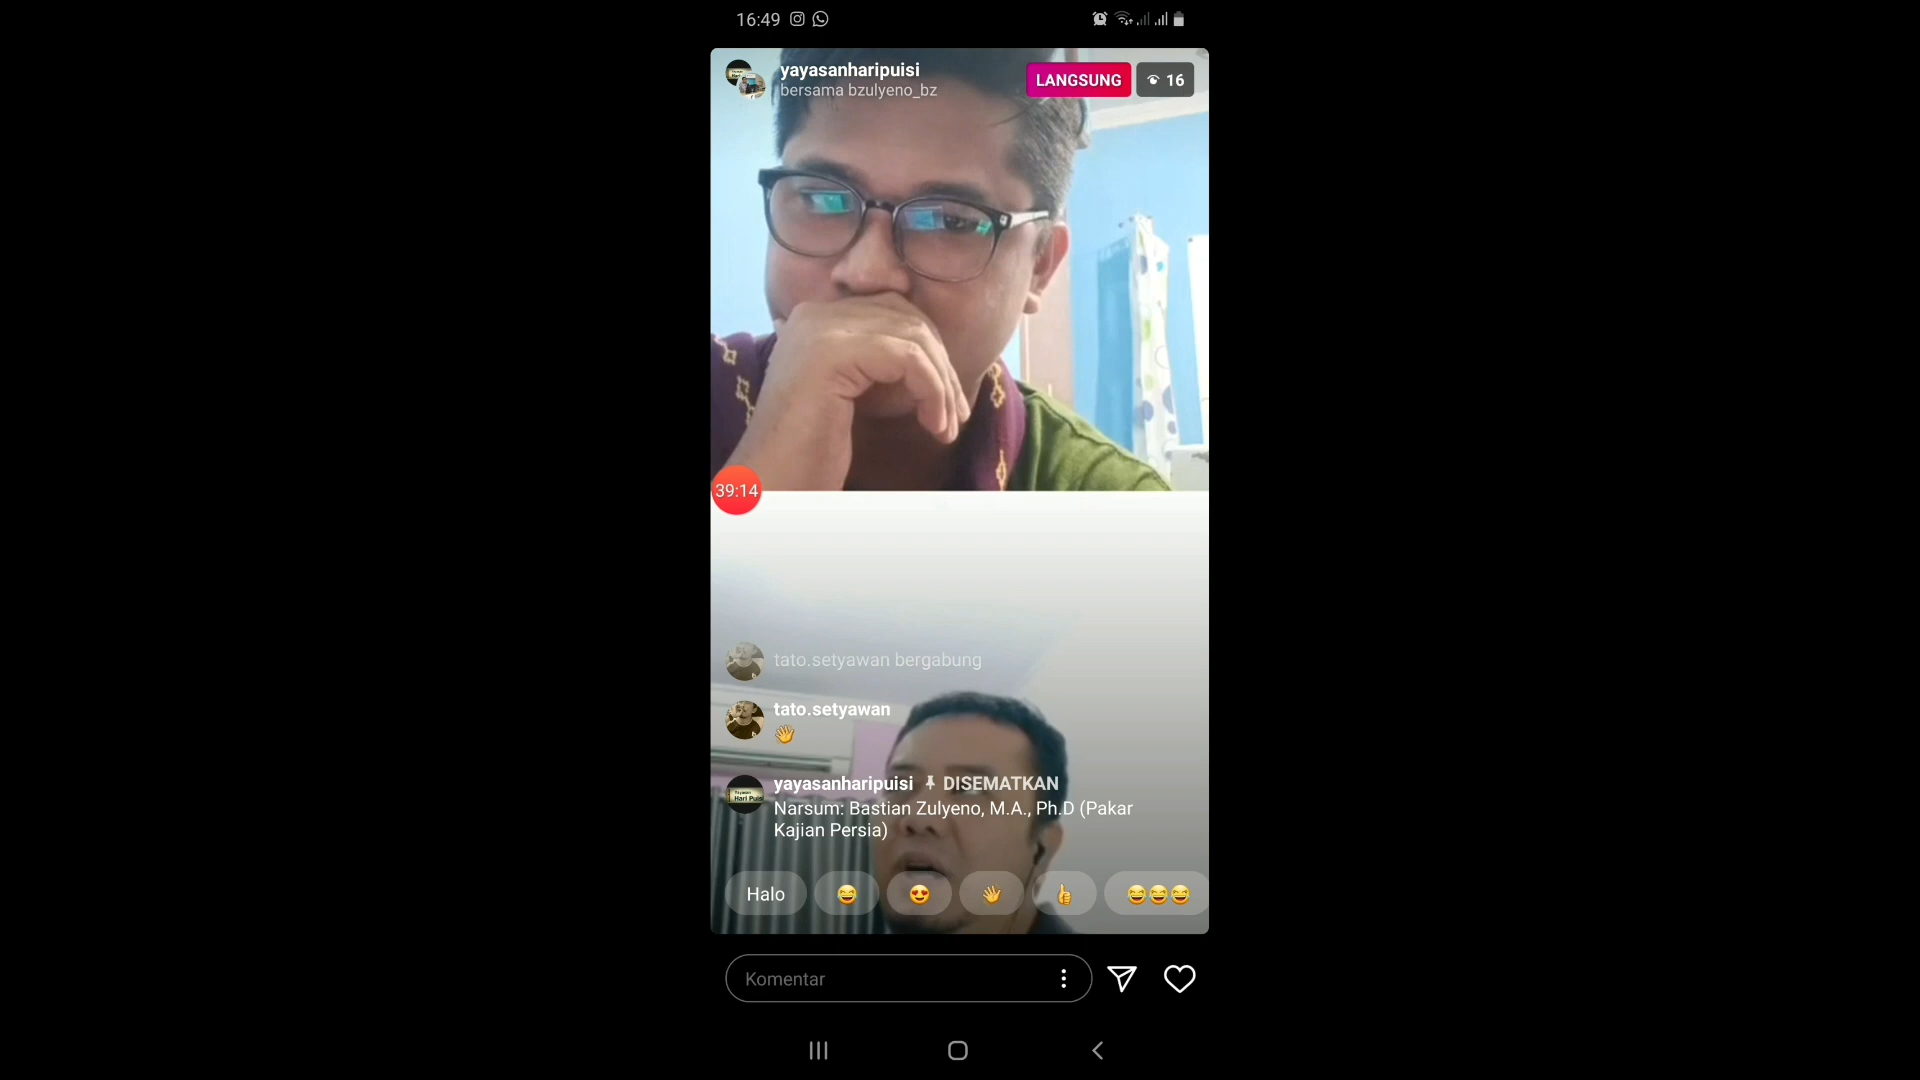 16:49
yayasanharipuisi
bersama bzulyeno_bz
LANGSUNG
16
39:14
tato.setyawan bergabung
tato.setyawan
yayasanharipuisi DISEMATKAN
Narsum: Bastian Zulyeno, M.A., Ph.D (Pakar
Kajian Persia)
Halo
Komentar